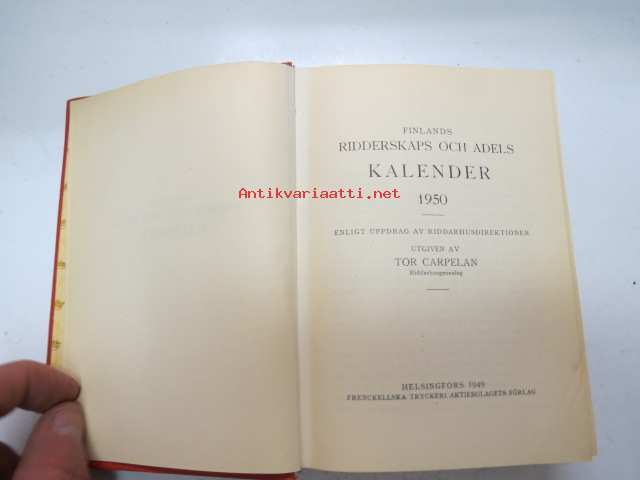 FINLANDS
RIDDERSKAPS OCH ADELS
KALENDER
1950
Antikvariaatti.net
ENLIGT UPPDRAG AV RIDDARHUSDIREKTIONEN
UTGIVEN AV
TOR CARPELAN
Riddarhusgenealog
HELSINGFORS 1949
FRENCKELLSKA TRYCKERI AKTIEBOLAGETS FÖRLAG